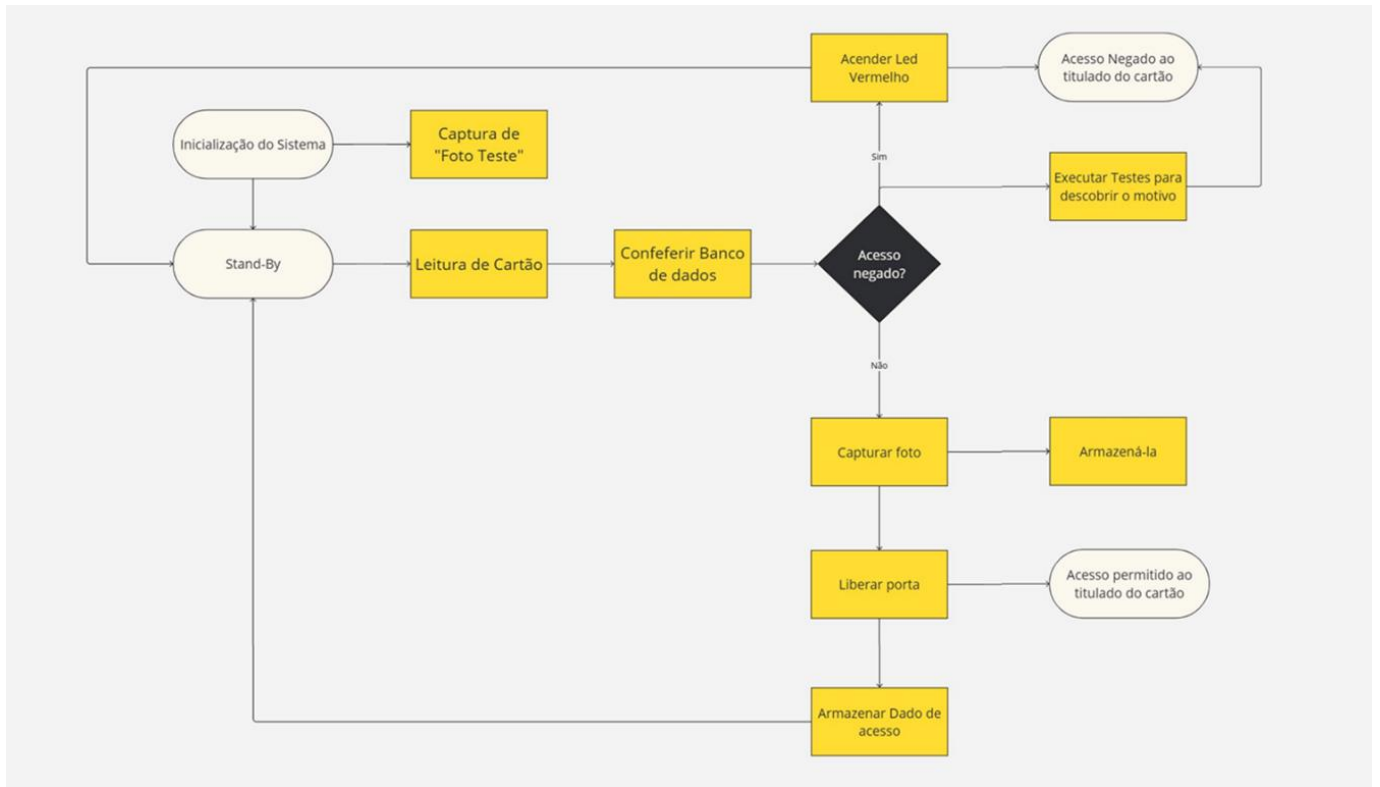 Acender Led
Vermelho
Acesso Negado ao
titulado do cartão
Inicialização do Sistema
Captura de
"Foto Teste"
Sim
Executar Testes para
descobrir o motivo
Stand-By
Leitura de Cartão
Confeferir Banco
de dados
Acesso
negado?
Não
Capturar foto
Armazená-la
Liberar porta
Acesso permitido ao
titulado do cartão
Armazenar Dado de
acesso